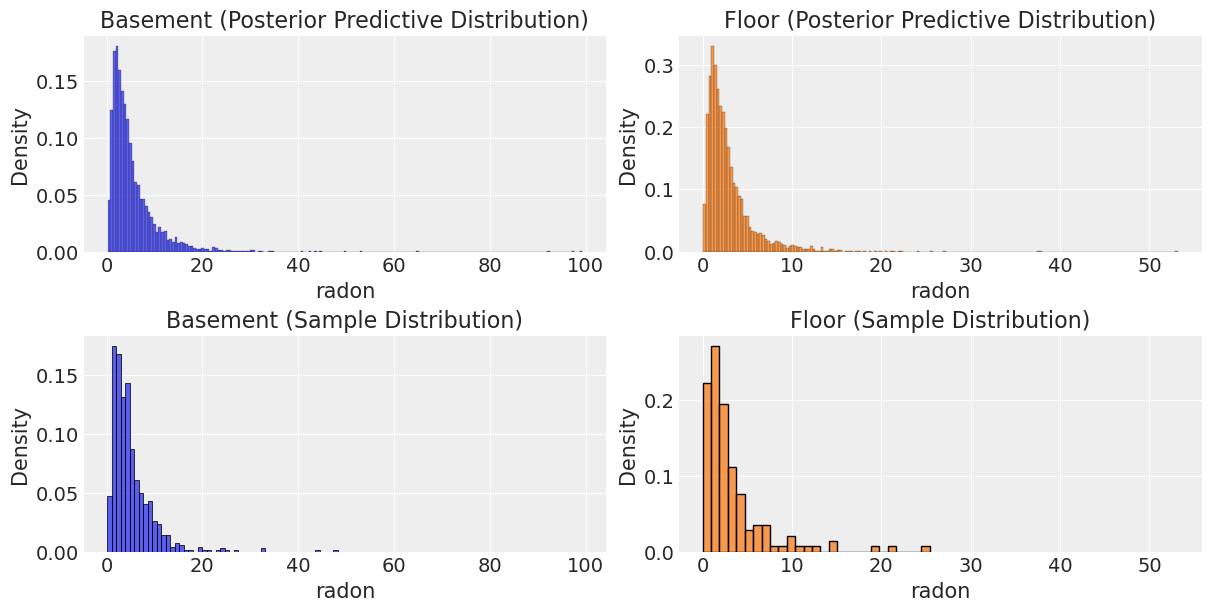 Basement (Posterior Predictive Distribution)
Density
0.15
0.10
0.05
0.00
0 20 40 60 80 100
radon
Floor (Posterior Predictive Distribution)
Density
0.3
0.2
0.1
0.0
0 10 20 30 40 50
radon
Basement (Sample Distribution)
Density
0.15
0.10
0.05
0.00
0 20 40 60 80 100
radon
Floor (Sample Distribution)
Density
0.2
0.1
0.0
0 10 20 30 40 50
radon